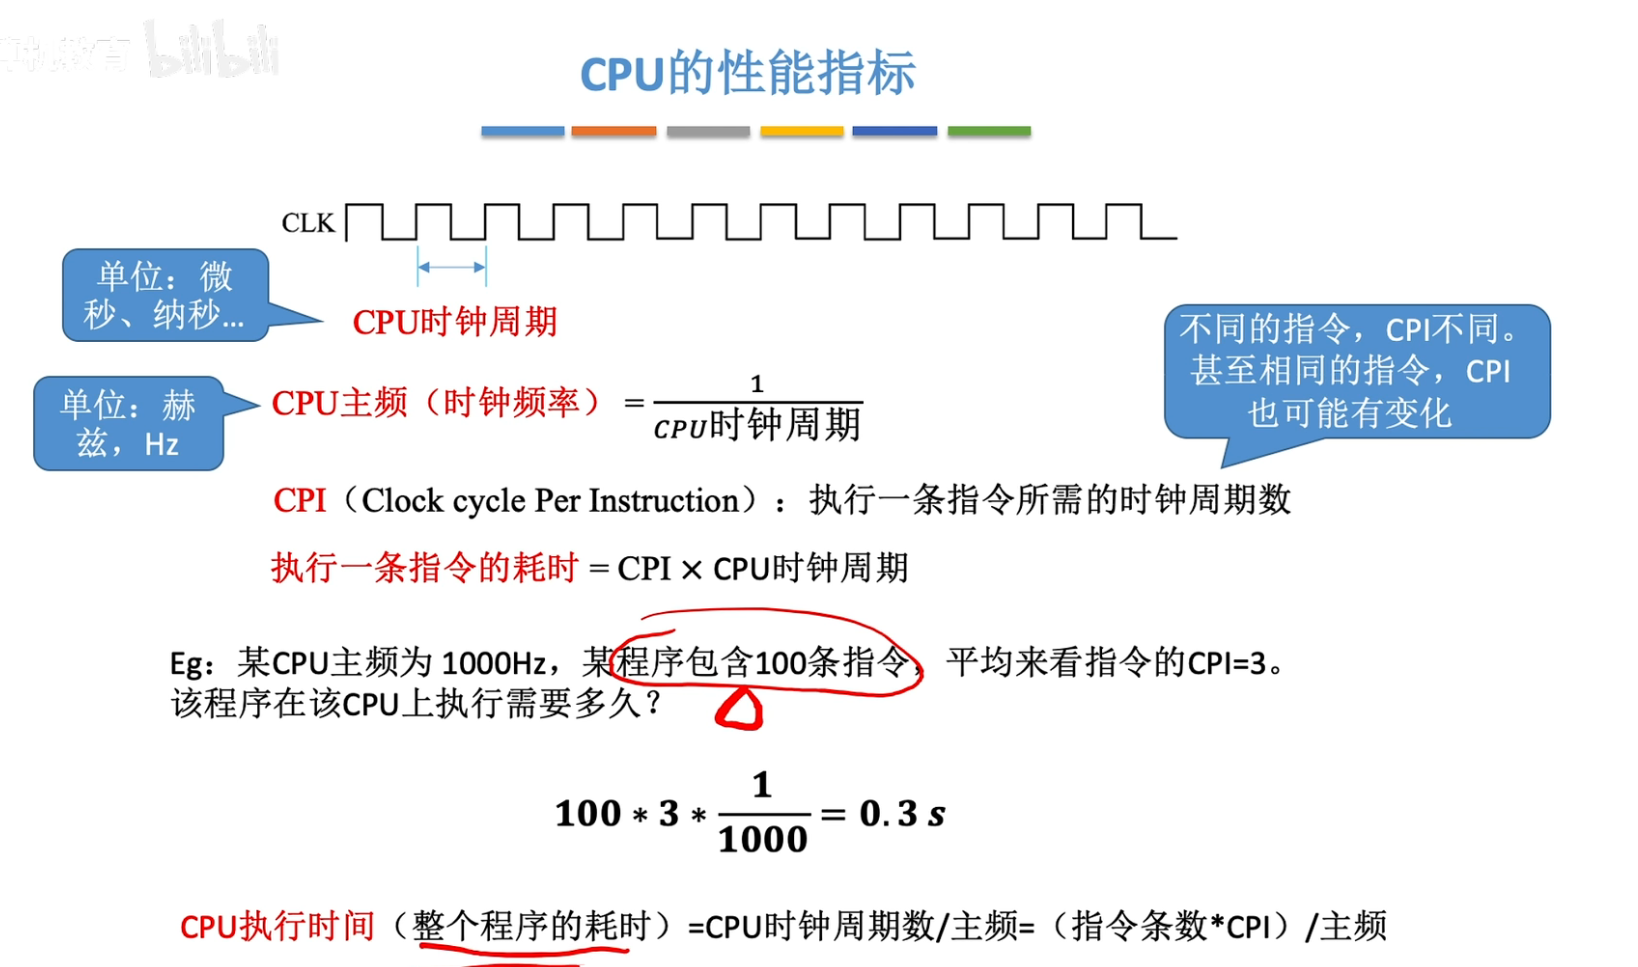 教育 bilibili
CPU的性能指标
CLK
单位：微
秒、纳秒...
CPU时钟周期
不同的指令，CPI不同。
甚至相同的指令，CPI
也可能有变化
单位：赫
兹，Hz
CPU主频（时钟频率） = 1/CPU时钟周期
CPI（Clock cycle Per Instruction）：执行一条指令所需的时钟周期数
执行一条指令的耗时 = CPI × CPU时钟周期
Eg：某CPU主频为 1000Hz，某程序包含100条指令，平均来看指令的CPI=3。
该程序在该CPU上执行需要多久？
100 * 3 * 1/1000 = 0.3 s
CPU执行时间（整个程序的耗时）=CPU时钟周期数/主频=（指令条数*CPI）/主频